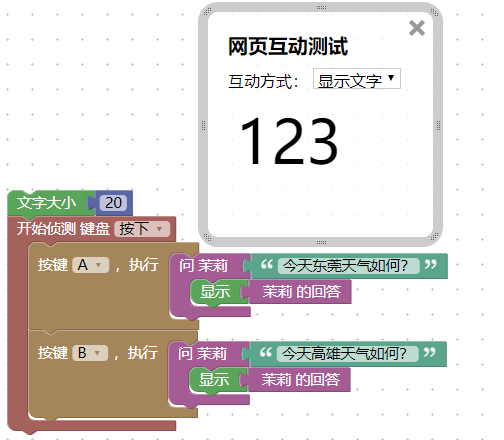 网页互动测试
互动方式： 显示文字
123
文字大小 20
开始侦测 键盘 按下
按键 A ，执行 问 茉莉 “ 今天东莞天气如何? ”
显示 茉莉 的回答
按键 B ，执行 问 茉莉 “ 今天高雄天气如何? ”
显示 茉莉 的回答